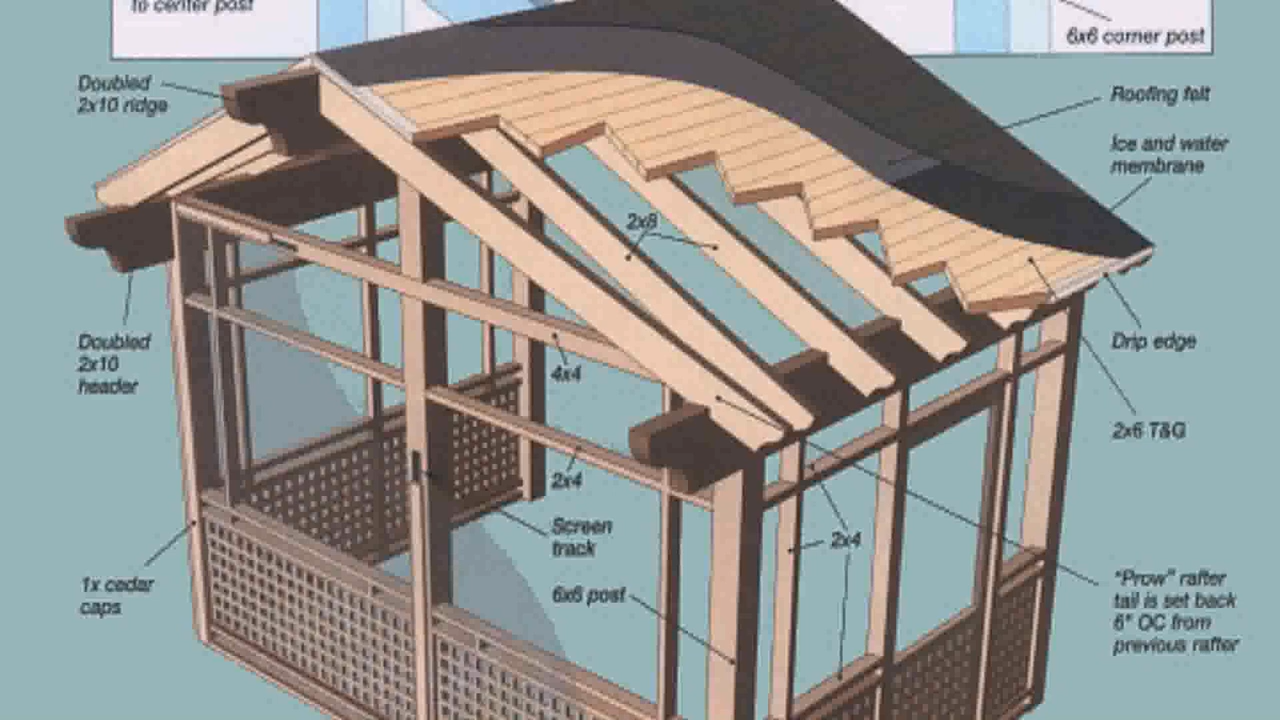 to center post
6x6 corner post
Doubled
2x10 ridge
Roofing felt
Ice and water
membrane
2x8
Doubled
2x10
header
4x4
Drip edge
2x6 T&G
2x4
Screen
track
2x4
1x cedar
caps
6x6 post
"Prow" rafter
tail is set back
6" OC from
previous rafter